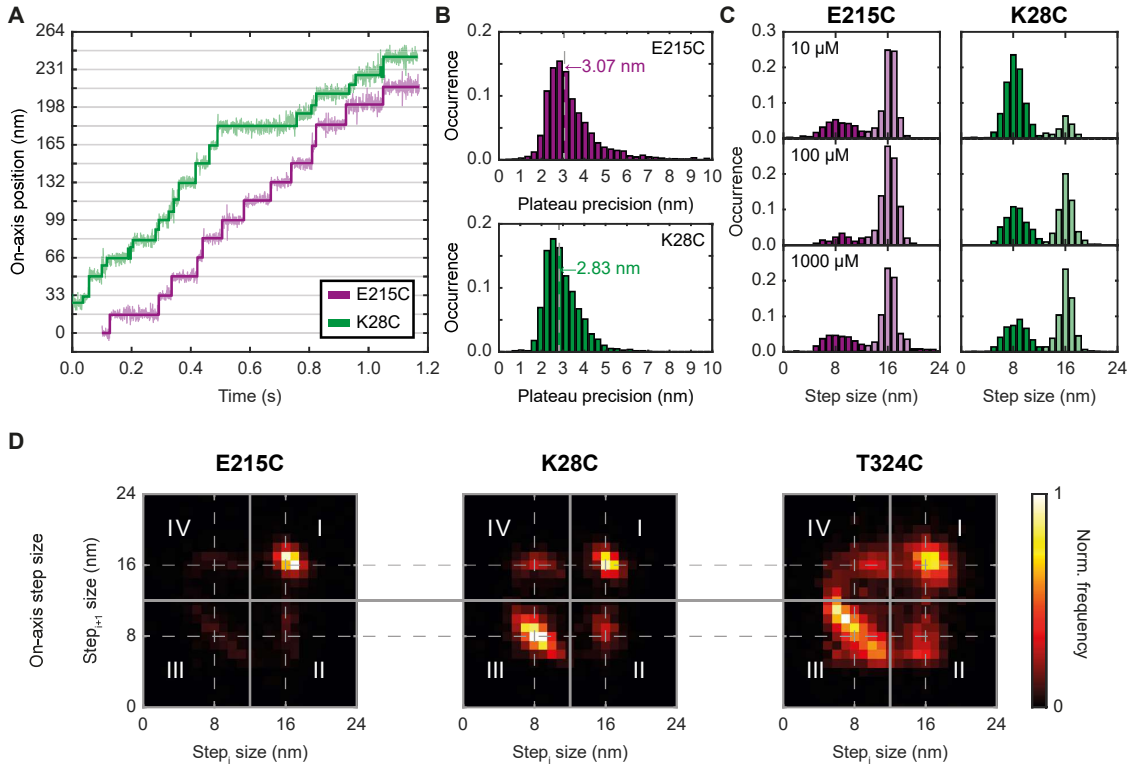 A
On-axis position (nm)
264
231
198
165
132
99
66
33
0
0.0 0.2 0.4 0.6 0.8 1.0 1.2
Time (s)
E215C
K28C
B
Occurrence
0.2
0.1
0.0
E215C
←3.07 nm
0 1 2 3 4 5 6 7 8 9 10
Plateau precision (nm)
Occurrence
0.2
0.1
0.0
K28C
←2.83 nm
0 1 2 3 4 5 6 7 8 9 10
Plateau precision (nm)
C
E215C K28C
Occurrence
0.3
0.2
0.1
0.0
10 µM
0.2
0.1
0.0
100 µM
0.2
0.1
0.0
1000 µM
0 8 16 24
0 8 16 24
Step size (nm) Step size (nm)
D
On-axis step size
E215C K28C T324C
Step i+1 size (nm)
24
16
8
0
IV I
III II
IV I
III II
IV I
III II
0 8 16 24
0 8 16 24
0 8 16 24
Step i size (nm) Step i size (nm) Step i size (nm)
1
0
Norm. frequency